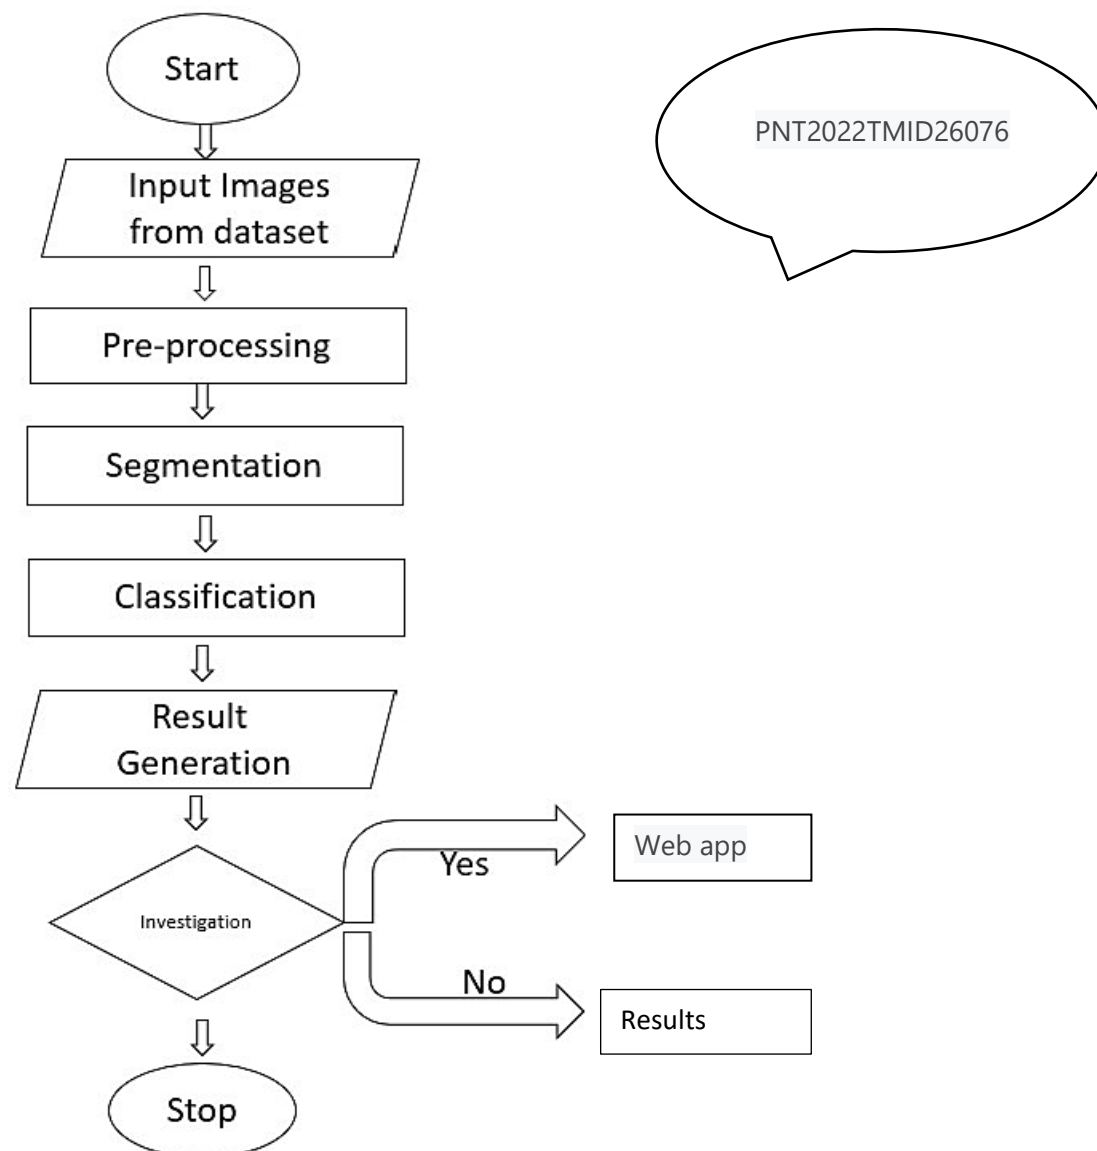 Start
PNT2022TMID26076
Input Images
from dataset
Pre-processing
Segmentation
Classification
Result
Generation
Yes
Web app
Investigation
No
Results
Stop